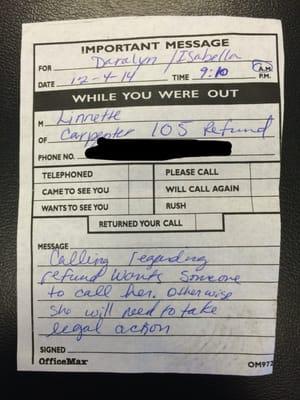 IMPORTANT MESSAGE
FOR Daralyn / Isabella
DATE 12-4-14 TIME 9:10 A.M. P.M.
WHILE YOU WERE OUT
M Linnette
OF Carpenter 105 Refund
PHONE NO.
TELEPHONED PLEASE CALL
CAME TO SEE YOU WILL CALL AGAIN
WANTS TO SEE YOU RUSH
RETURNED YOUR CALL
MESSAGE
Calling regarding
refund wants someone
to call her. Otherwise
she will need to take
legal action
SIGNED
OfficeMax OM972